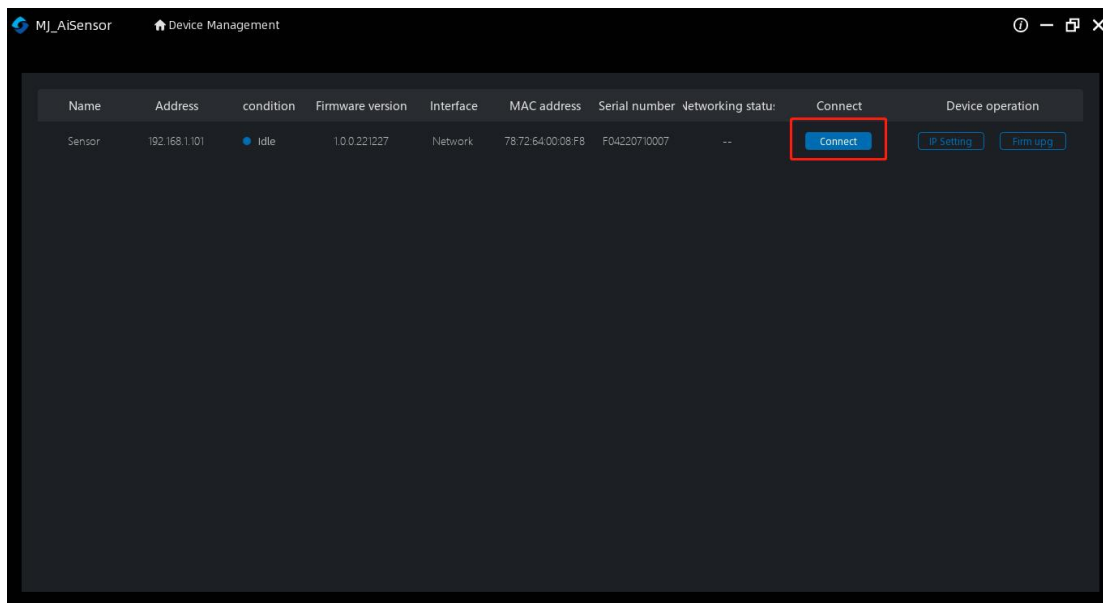 MJ_AiSensor Device Management
Name Address condition Firmware version Interface MAC address Serial number Networking status Connect Device operation
Sensor 192.168.1.101 Idle 1.0.0.221227 Network 78:72:64:00:08:F8 F04220710007 -- Connect IP Setting Firm upg